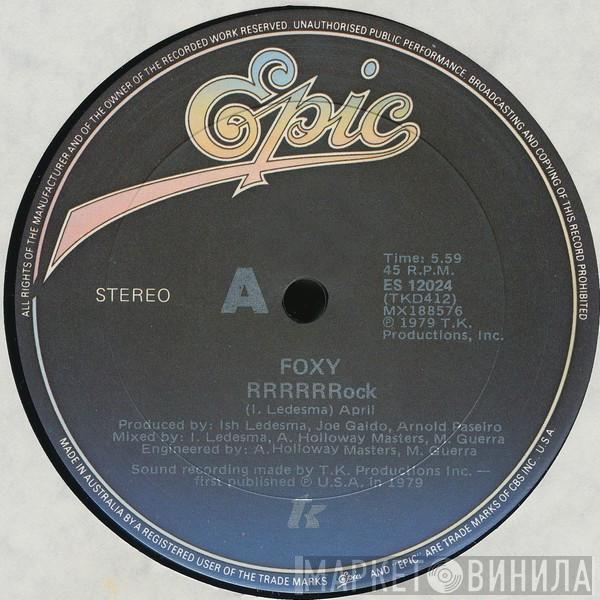 ALL RIGHTS OF THE MANUFACTURER AND OF THE OWNER OF THE RECORDED WORK RESERVED. UNAUTHORISED PUBLIC PERFORMANCE, BROADCASTING AND COPYING OF THIS RECORD PROHIBITED
Epic
STEREO
A
Time: 5.59
45 R.P.M.
ES 12024
(TKD412)
MX188576
℗ 1979 T.K.
Productions, Inc.
FOXY
RRRRRRock
(I. Ledesma) April
Produced by: Ish Ledesma, Joe Galdo, Arnold Paseiro
Mixed by: I. Ledesma, A. Holloway Masters, M. Guerra
Engineered by: A. Holloway Masters, M. Guerra
Sound recording made by T.K. Productions Inc. —
first published ℗ U.S.A. in 1979
k
MADE IN AUSTRALIA BY A REGISTERED USER OF THE TRADE MARKS Epic AND "EPIC" ARE TRADE MARKS OF CBS INC. U.S.A
МАРКЕТ ВИНИЛА